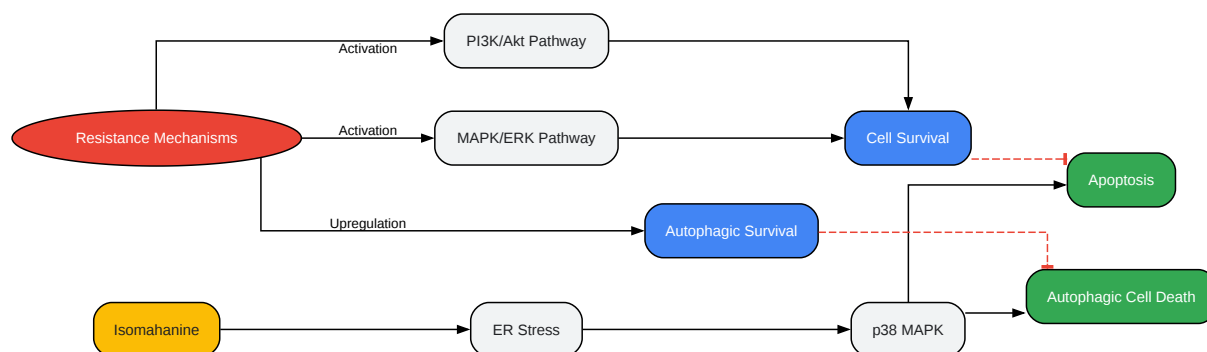 PI3K/Akt Pathway
Activation
Resistance Mechanisms
Activation
MAPK/ERK Pathway
Cell Survival
Apoptosis
Upregulation
Autophagic Survival
Autophagic Cell Death
Isomahanine
ER Stress
p38 MAPK